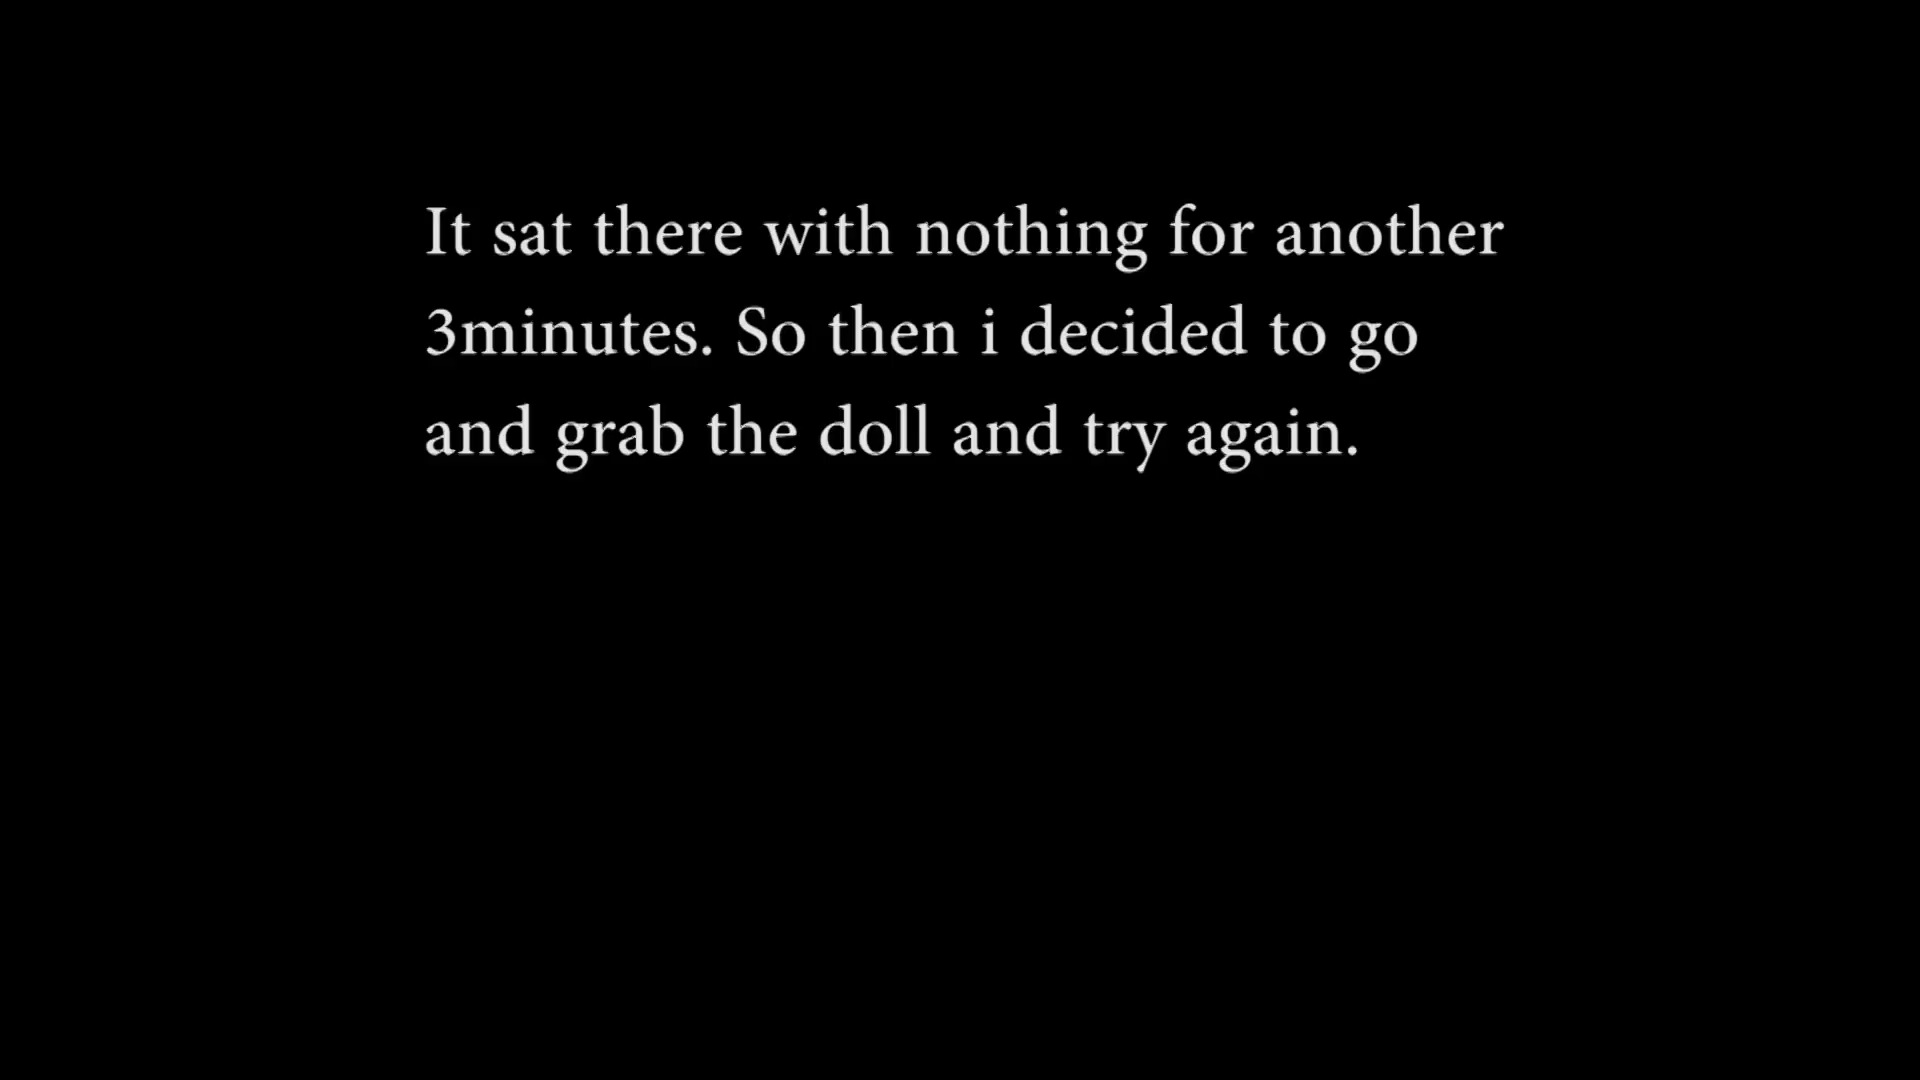 It sat there with nothing for another
3minutes. So then i decided to go
and grab the doll and try again.